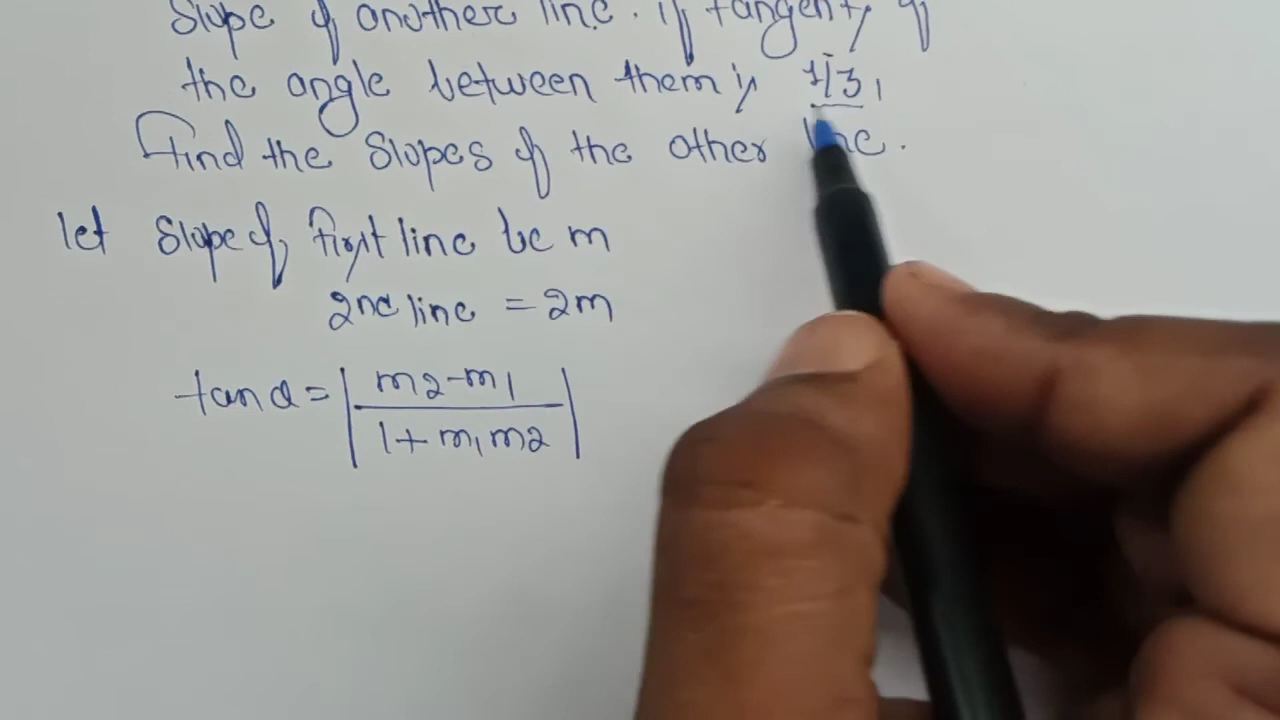 Slope of another line. If tangent of
the angle between them is 1/3,
Find the Slopes of the other line.
let Slope of first line be m
2nd line = 2m
tan θ = | m2-m1 / 1+m1m2 |